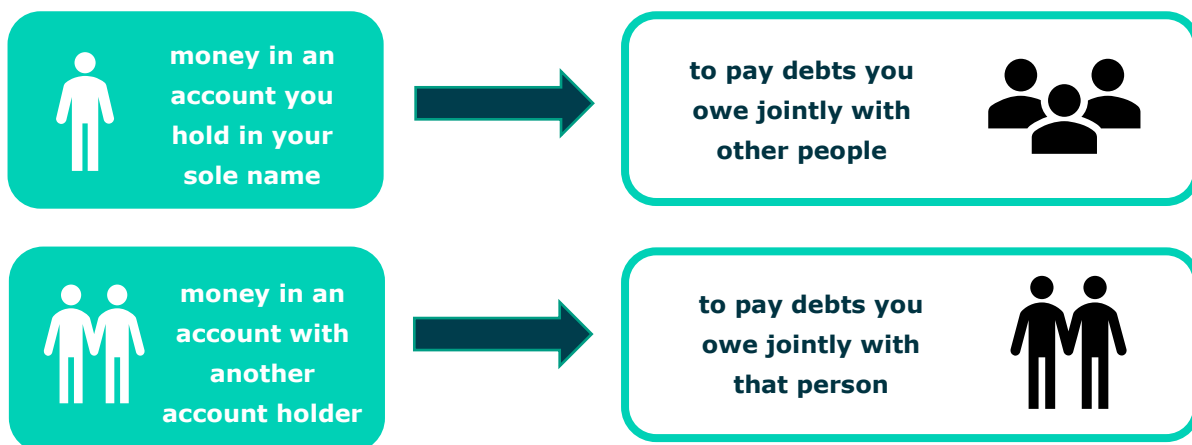 money in an
account you
hold in your
sole name
to pay debts you
owe jointly with
other people
money in an
account with
another
account holder
to pay debts you
owe jointly with
that person